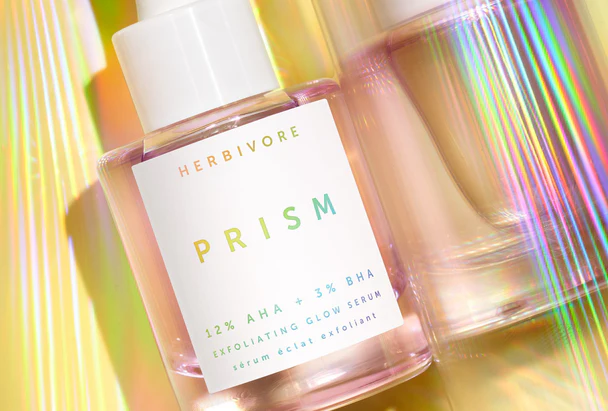 HERBIVORE
PRISM
12% AHA + 3% BHA
EXFOLIATING GLOW SERUM
sérum éclat exfoliant